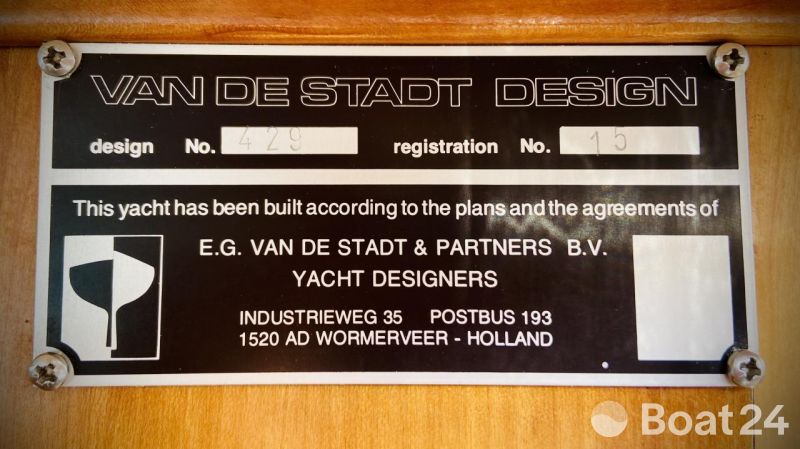 VAN DE STADT DESIGN
design No. 429 registration No. 15
This yacht has been built according to the plans and the agreements of
E.G. VAN DE STADT & PARTNERS B.V.
YACHT DESIGNERS
INDUSTRIEWEG 35 POSTBUS 193
1520 AD WORMERVEER - HOLLAND
Boat24